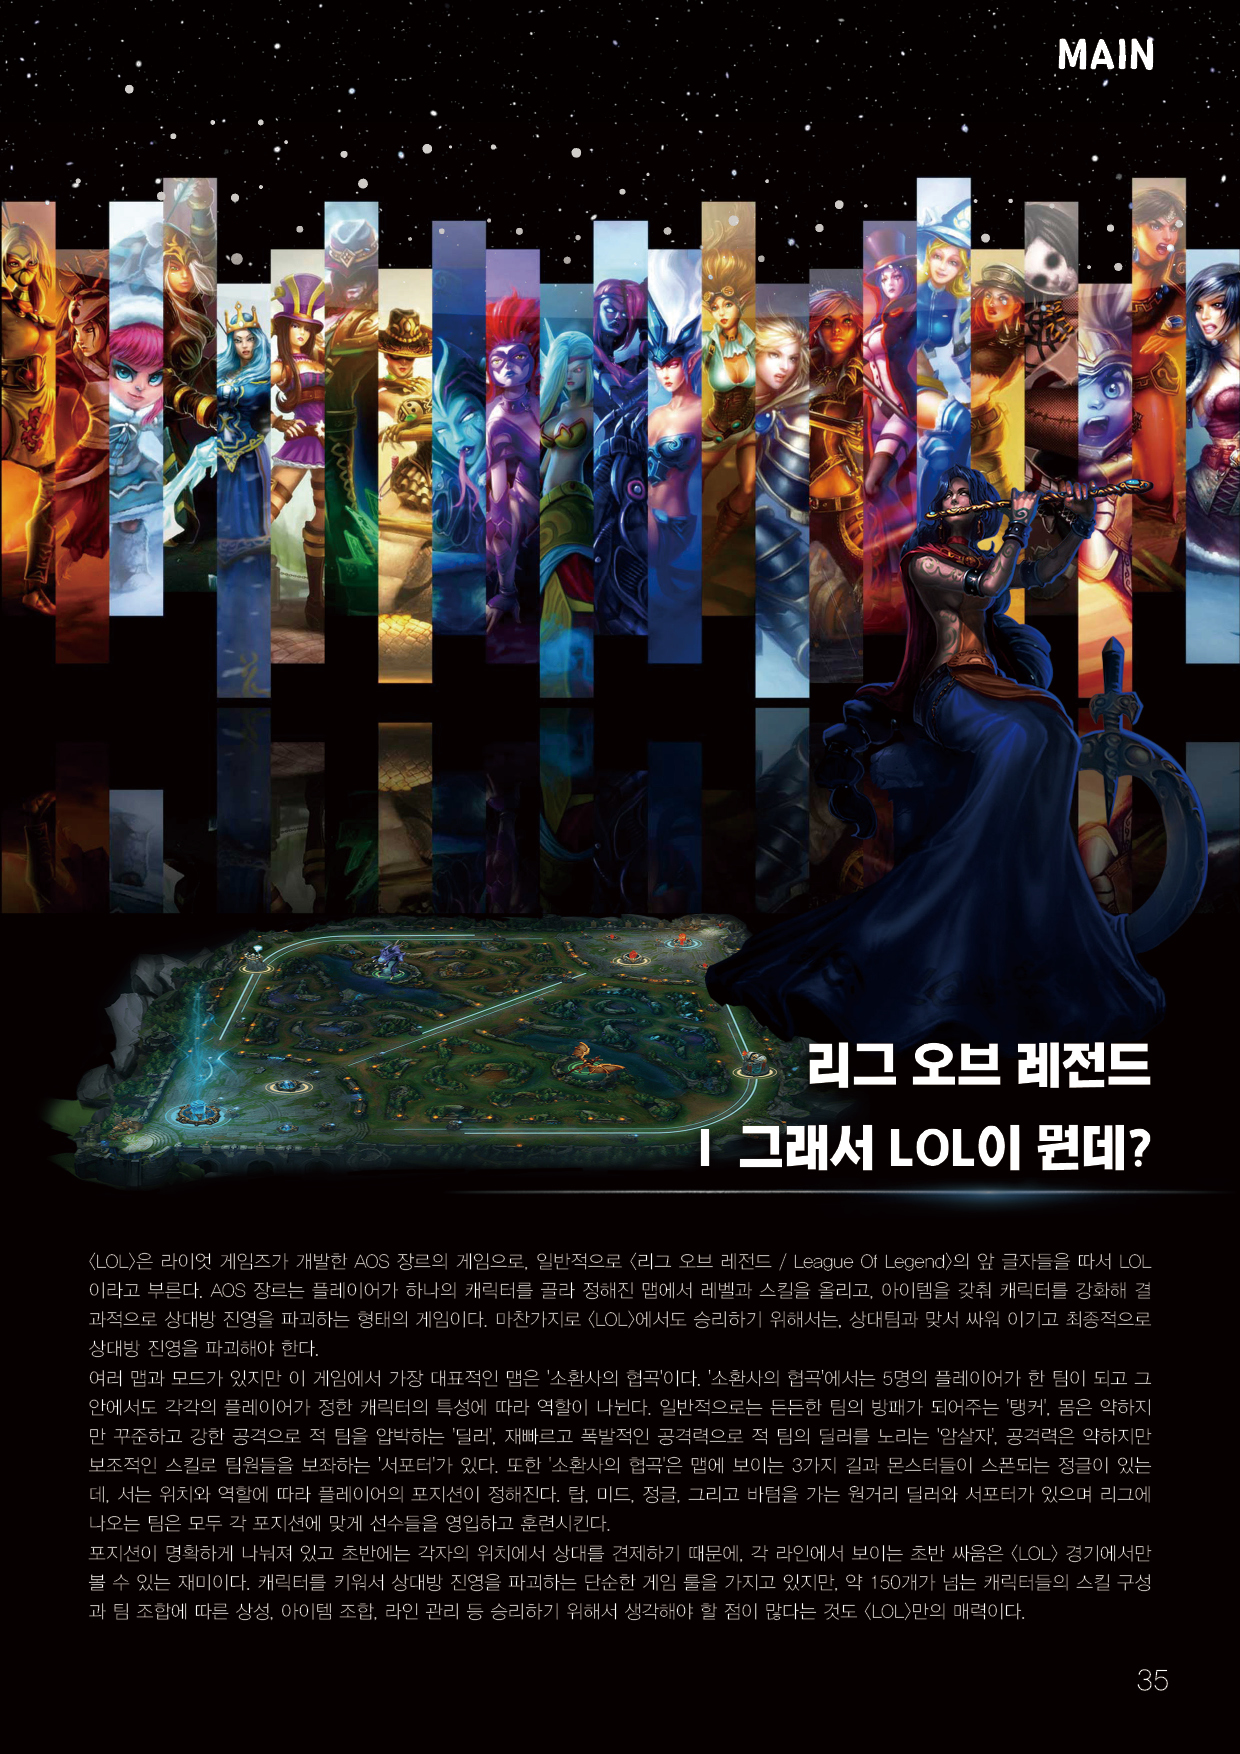 MAIN
리그 오브 레전드
| 그래서 LOL이 뭔데?
〈LOL〉은 라이엇 게임즈가 개발한 AOS 장르의 게임으로, 일반적으로 〈리그 오브 레전드 / League Of Legend〉의 앞 글자들을 따서 LOL
이라고 부른다. AOS 장르는 플레이어가 하나의 캐릭터를 골라 정해진 맵에서 레벨과 스킬을 올리고, 아이템을 갖춰 캐릭터를 강화해 결
과적으로 상대방 진영을 파괴하는 형태의 게임이다. 마찬가지로 〈LOL〉에서도 승리하기 위해서는, 상대팀과 맞서 싸워 이기고 최종적으로
상대방 진영을 파괴해야 한다.
여러 맵과 모드가 있지만 이 게임에서 가장 대표적인 맵은 '소환사의 협곡'이다. '소환사의 협곡'에서는 5명의 플레이어가 한 팀이 되고 그
안에서도 각각의 플레이어가 정한 캐릭터의 특성에 따라 역할이 나뉜다. 일반적으로는 든든한 팀의 방패가 되어주는 '탱커', 몸은 약하지
만 꾸준하고 강한 공격으로 적 팀을 압박하는 '딜러', 재빠르고 폭발적인 공격력으로 적 팀의 딜러를 노리는 '암살자', 공격력은 약하지만
보조적인 스킬로 팀원들을 보좌하는 '서포터'가 있다. 또한 '소환사의 협곡'은 맵에 보이는 3가지 길과 몬스터들이 스폰되는 정글이 있는
데, 서는 위치와 역할에 따라 플레이어의 포지션이 정해진다. 탑, 미드, 정글, 그리고 바텀을 가는 원거리 딜러와 서포터가 있으며 리그에
나오는 팀은 모두 각 포지션에 맞게 선수들을 영입하고 훈련시킨다.
포지션이 명확하게 나눠져 있고 초반에는 각자의 위치에서 상대를 견제하기 때문에, 각 라인에서 보이는 초반 싸움은 〈LOL〉 경기에서만
볼 수 있는 재미이다. 캐릭터를 키워서 상대방 진영을 파괴하는 단순한 게임 룰을 가지고 있지만, 약 150개가 넘는 캐릭터들의 스킬 구성
과 팀 조합에 따른 상성, 아이템 조합, 라인 관리 등 승리하기 위해서 생각해야 할 점이 많다는 것도 〈LOL〉만의 매력이다.
35